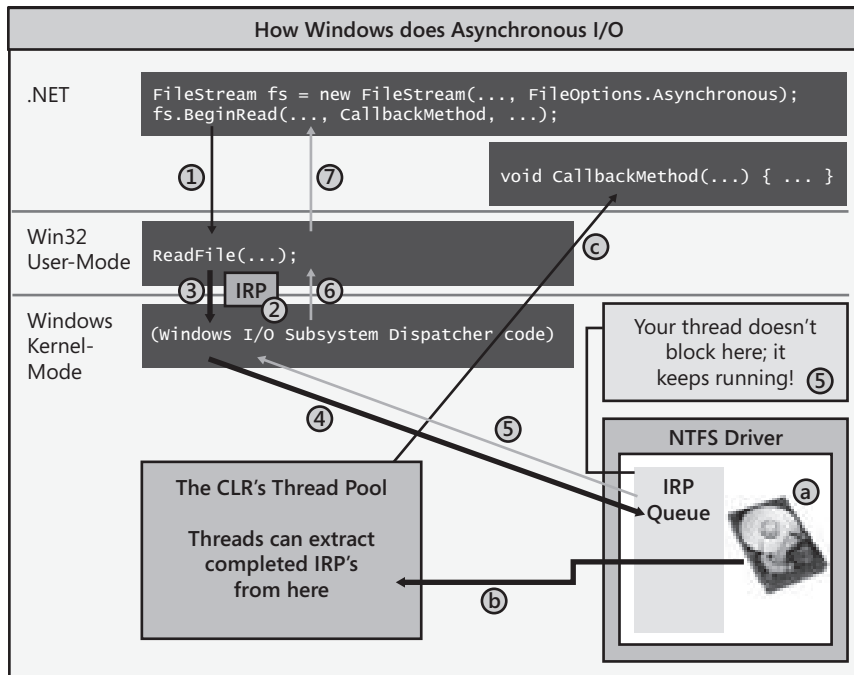 How Windows does Asynchronous I/O
.NET
FileStream fs = new FileStream(..., FileOptions.Asynchronous);
fs.BeginRead(..., CallbackMethod, ...);
1
7
void CallbackMethod(...) { ... }
Win32
User-Mode
ReadFile(...);
c
3
IRP
2
6
Windows
Kernel-
Mode
(Windows I/O Subsystem Dispatcher code)
Your thread doesn't
block here; it
keeps running!
5
4
5
NTFS Driver
The CLR's Thread Pool
Threads can extract
completed IRP's
from here
IRP
Queue
a
b